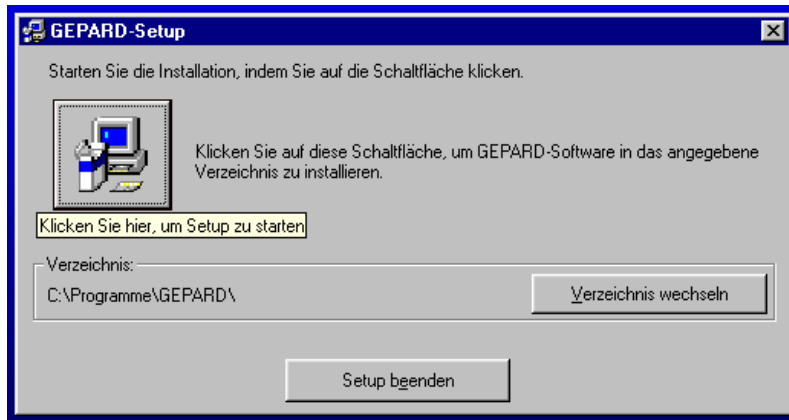 GEPARD-Setup
Starten Sie die Installation, indem Sie auf die Schaltfläche klicken.
Klicken Sie auf diese Schaltfläche, um GEPARD-Software in das angegebene
Verzeichnis zu installieren.
Klicken Sie hier, um Setup zu starten
Verzeichnis:
C:\Programme\GEPARD\
Verzeichnis wechseln
Setup beenden